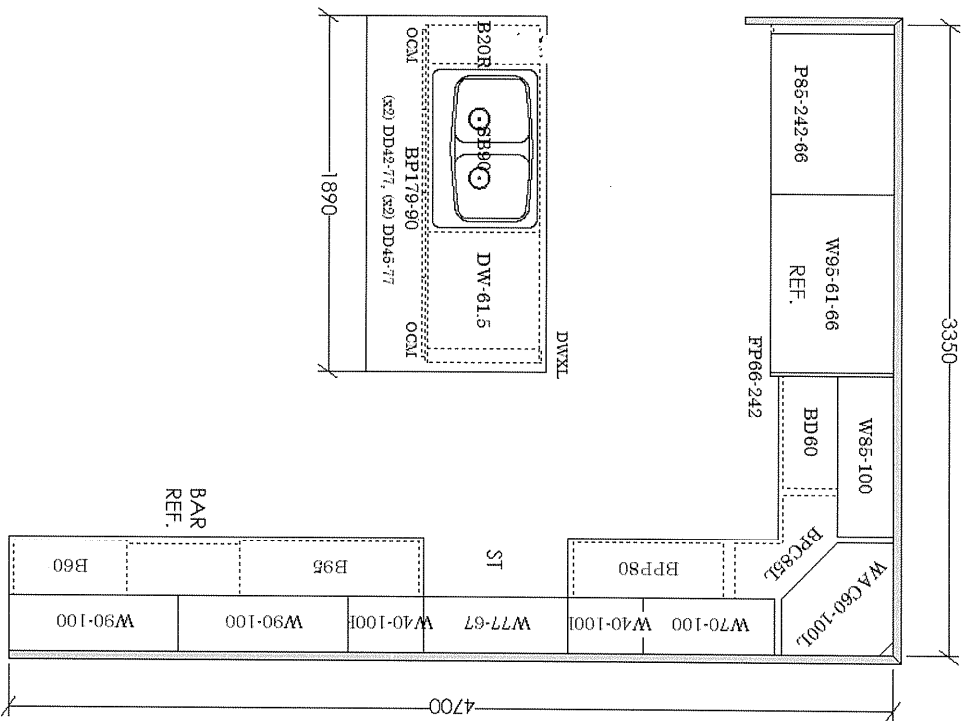 B20R
OCM
SB90
(x2) DD42-77, (x2) DD45-77
BP179-90
1890
DW-61.5
OCM
DWXL
P85-242-66
W95-61-66
REF.
3350
FP66-242
BD60
W85-100
BPC85L
WAC60-100L
BAR
REF.
ST
B60
B95
BPP80
W90-100
W90-100
W40-100I
W77-67
W40-100I
W70-100
4700